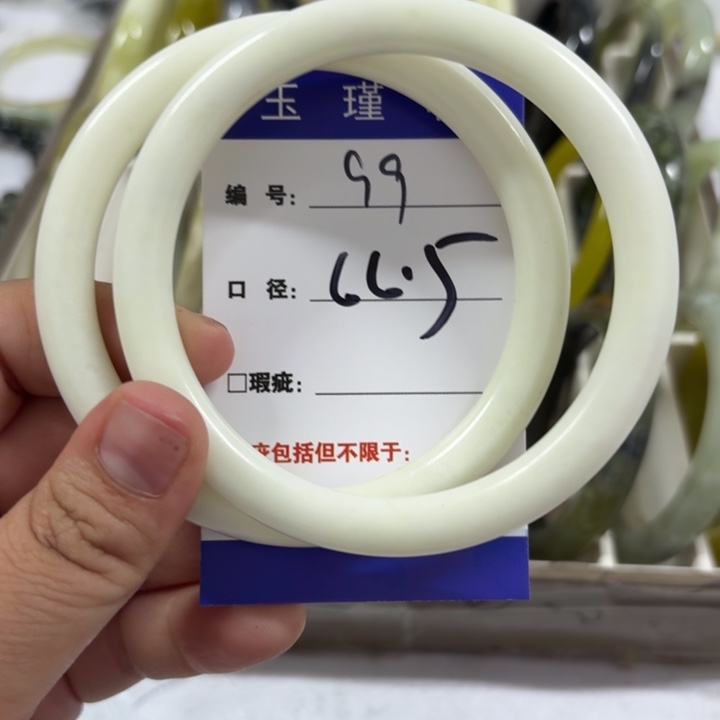 玉 瑾
编 号: 99
口 径: 66.5
□瑕疵:
包括但不限于: